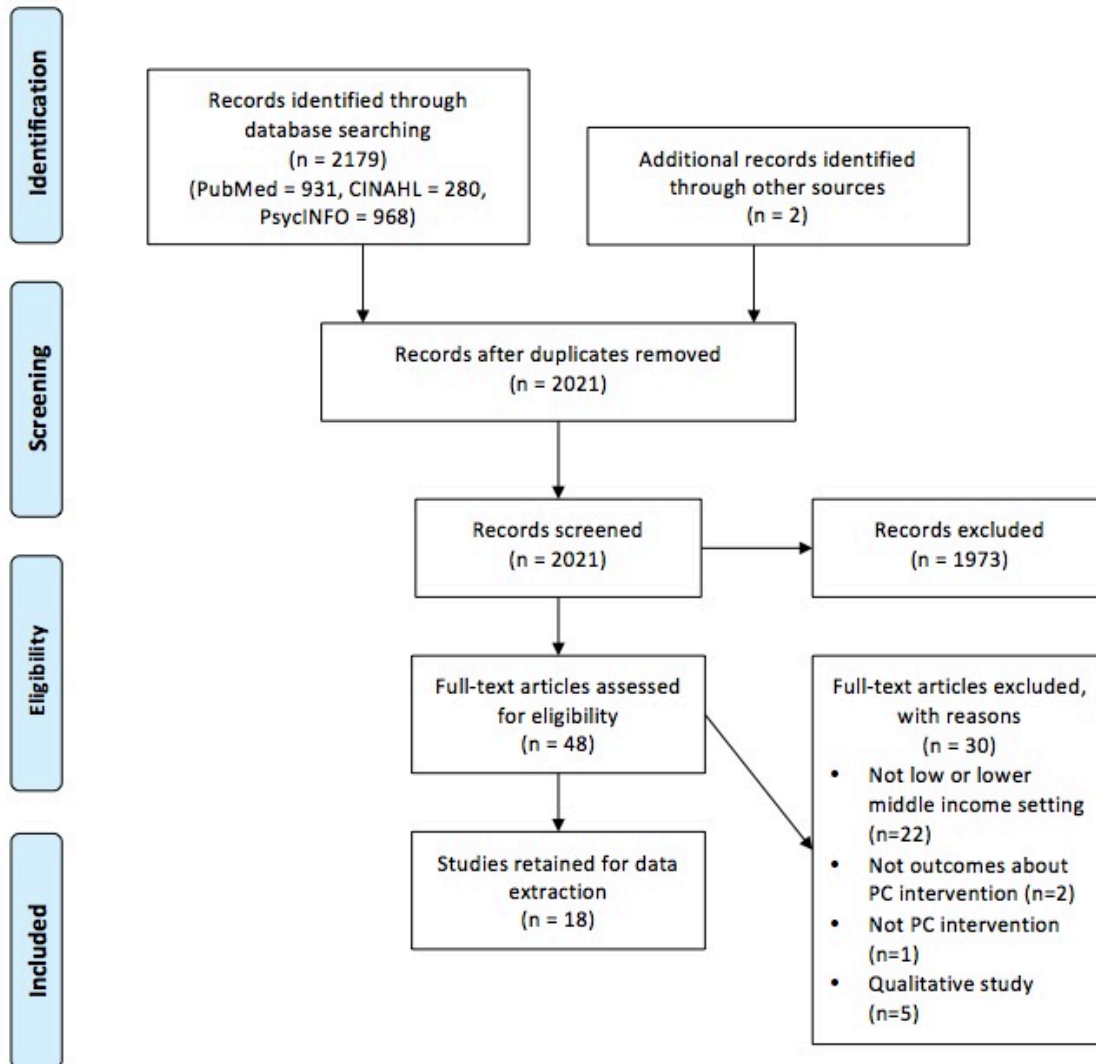 Identification
Records identified through
database searching
(n = 2179)
(PubMed = 931, CINAHL = 280,
PsycINFO = 968)
Additional records identified
through other sources
(n = 2)
Screening
Records after duplicates removed
(n = 2021)
Records screened
(n = 2021)
Records excluded
(n = 1973)
Eligibility
Full-text articles assessed
for eligibility
(n = 48)
Full-text articles excluded,
with reasons
(n = 30)
• Not low or lower
middle income setting
(n=22)
• Not outcomes about
PC intervention (n=2)
• Not PC intervention
(n=1)
• Qualitative study
(n=5)
Included
Studies retained for data
extraction
(n = 18)